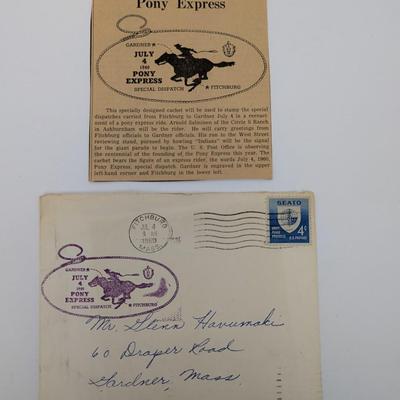 Pony Express
GARDNER
JULY
4
1960
PONY
EXPRESS
SPECIAL DISPATCH
FITCHBURG
This specially designed cachet will be used to stamp the special
dispatches carried from Fitchburg to Gardner July 4 in a reenact-
ment of a pony express ride. Arnold Salminen of the Circle S Ranch
in Ashburnham will be the rider. He will carry greetings from
Fitchburg officials to Gardner officials. His run to the West Street
reviewing stand, pursued by howling "Indians" will be the signal
for the giant parade to begin. The U. S. Post Office is observing
the centennial of the founding of the Pony Express this year. The
cachet bears the figure of an express rider, the words July 4, 1960,
Pony Express, special dispatch. Gardner is engraved in the upper
left-hand corner and Fitchburg in the lower left.
FITCHBURG
JUL 4
1960
MASS.
SEATO
4¢
U.S. POSTAGE
GARDNER
JULY
4
1960
PONY
EXPRESS
SPECIAL DISPATCH
FITCHBURG
Mr. Glenn Havumaki
60 Draper Road
Gardner, Mass.